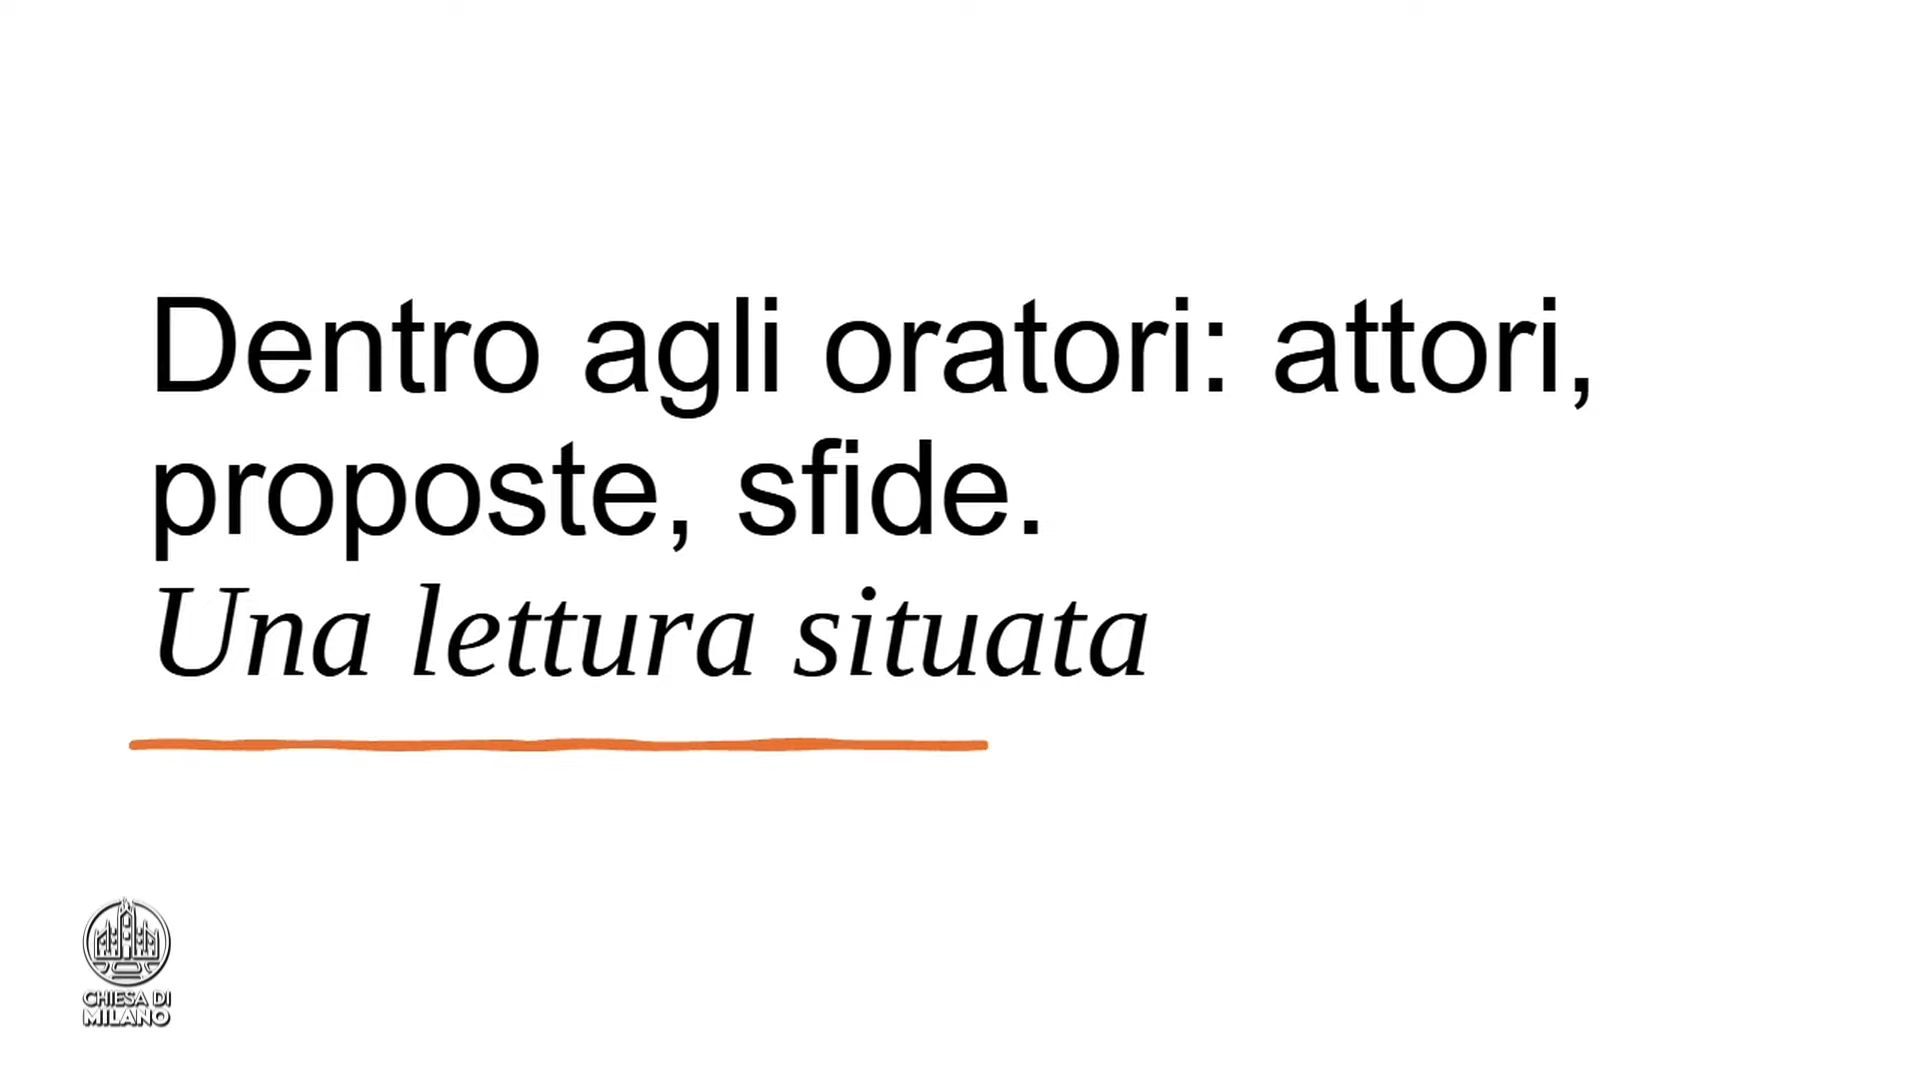 Dentro agli oratori: attori,
proposte, sfide.
Una lettura situata
CHIESA DI
MILANO